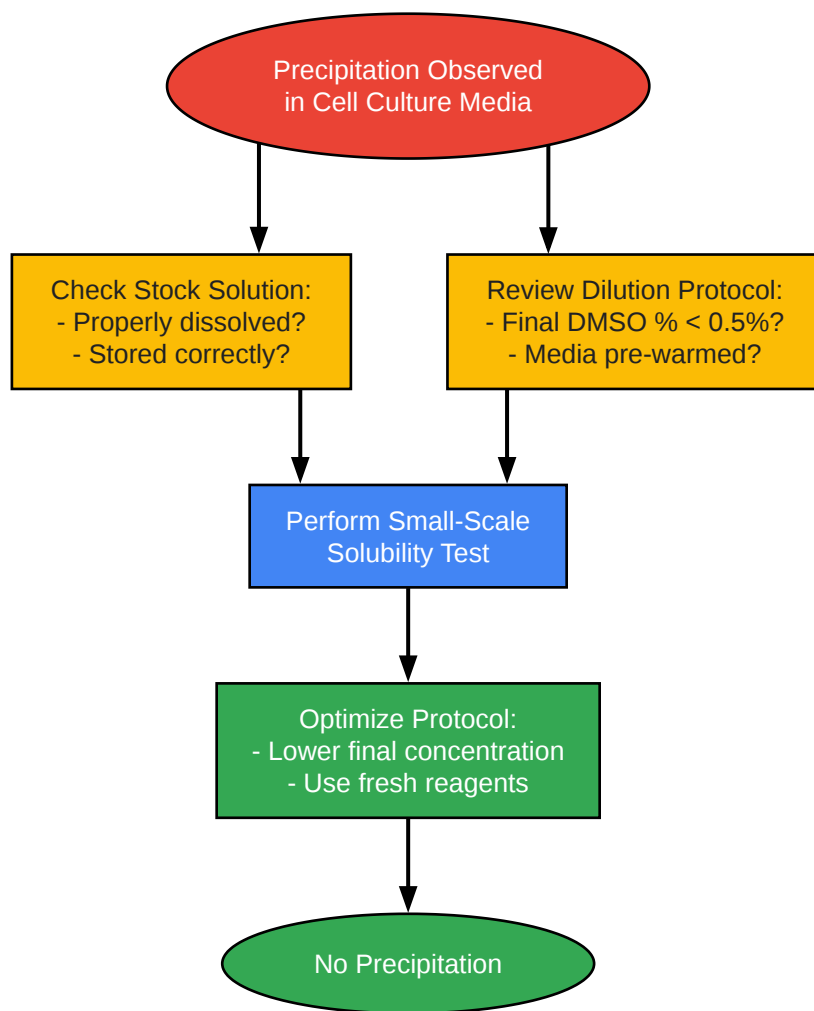 Precipitation Observed
in Cell Culture Media
Check Stock Solution:
- Properly dissolved?
- Stored correctly?
Review Dilution Protocol:
- Final DMSO % < 0.5%?
- Media pre-warmed?
Perform Small-Scale
Solubility Test
Optimize Protocol:
- Lower final concentration
- Use fresh reagents
No Precipitation